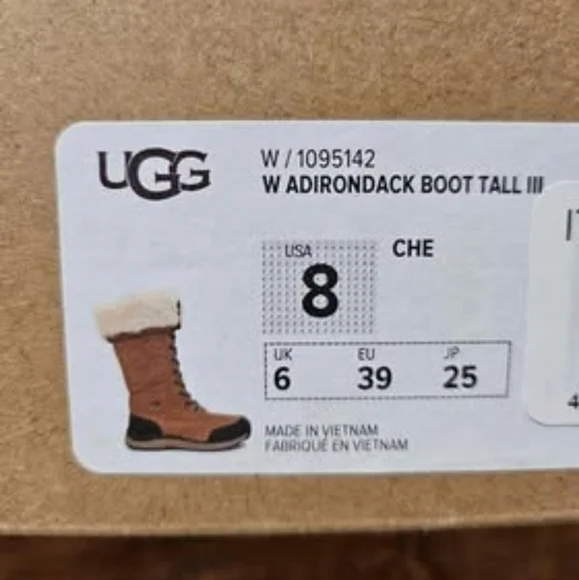 UGG
W / 1095142
W ADIRONDACK BOOT TALL III
USA
8
CHE
UK EU JP
6 39 25
MADE IN VIETNAM
FABRIQUÉ EN VIETNAM